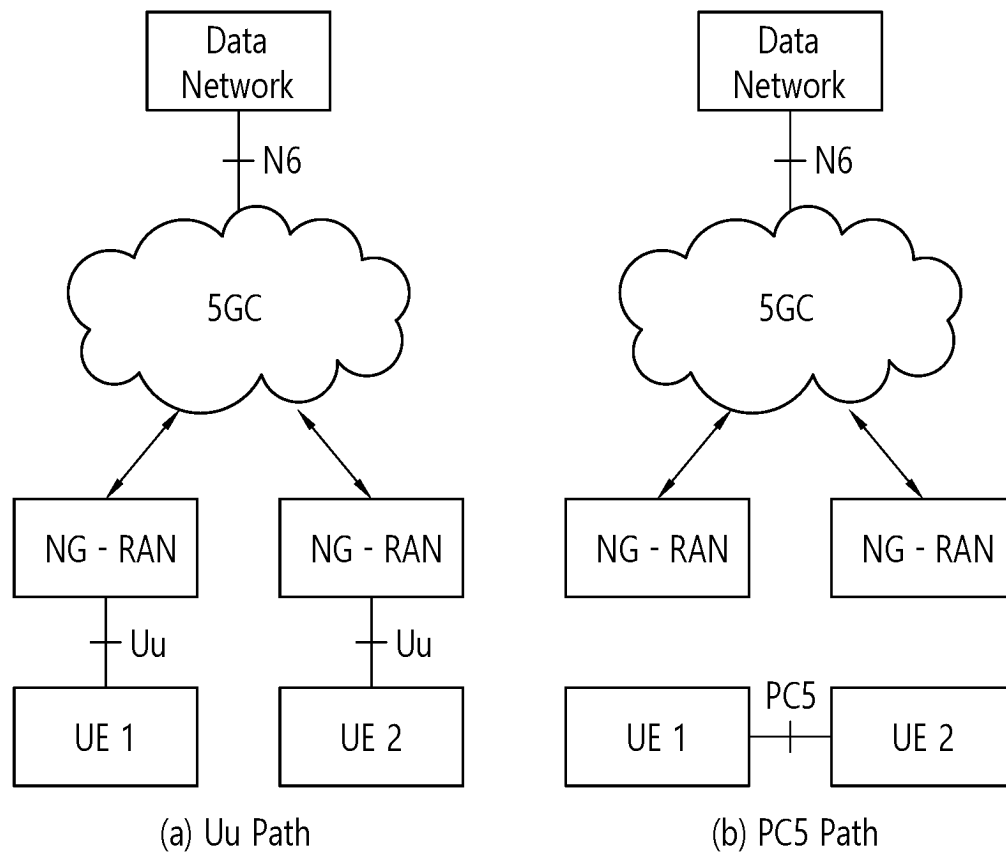 Data
Network
N6
5GC
NG - RAN
NG - RAN
Uu
Uu
UE 1
UE 2
(a) Uu Path
Data
Network
N6
5GC
NG - RAN
NG - RAN
PC5
UE 1
UE 2
(b) PC5 Path